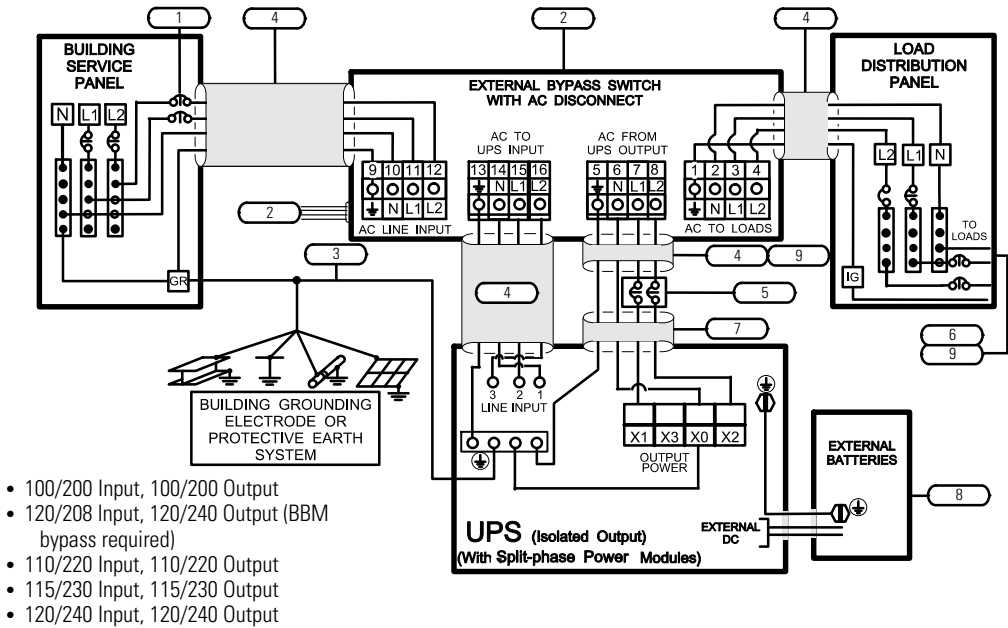 1
4
2
4
BUILDING
SERVICE
PANEL
N L1 L2
EXTERNAL BYPASS SWITCH
WITH AC DISCONNECT
AC TO
UPS INPUT
AC FROM
UPS OUTPUT
LOAD
DISTRIBUTION
PANEL
L2 L1 N
9 10 11 12
N L1 L2
AC LINE INPUT
13 14 15 16
N L1 L2
5 6 7 8
N L1 L2
1 2 3 4
N L1 L2
AC TO LOADS
TO
LOADS
2
3
4
4
9
5
7
GR
IG
6
9
3 2 1
LINE INPUT
BUILDING GROUNDING
ELECTRODE OR
PROTECTIVE EARTH
SYSTEM
X1 X3 X0 X2
OUTPUT
POWER
EXTERNAL
BATTERIES
8
UPS (Isolated Output)
(With Split-phase Power Modules)
EXTERNAL
DC
• 100/200 Input, 100/200 Output
• 120/208 Input, 120/240 Output (BBM
bypass required)
• 110/220 Input, 110/220 Output
• 115/230 Input, 115/230 Output
• 120/240 Input, 120/240 Output